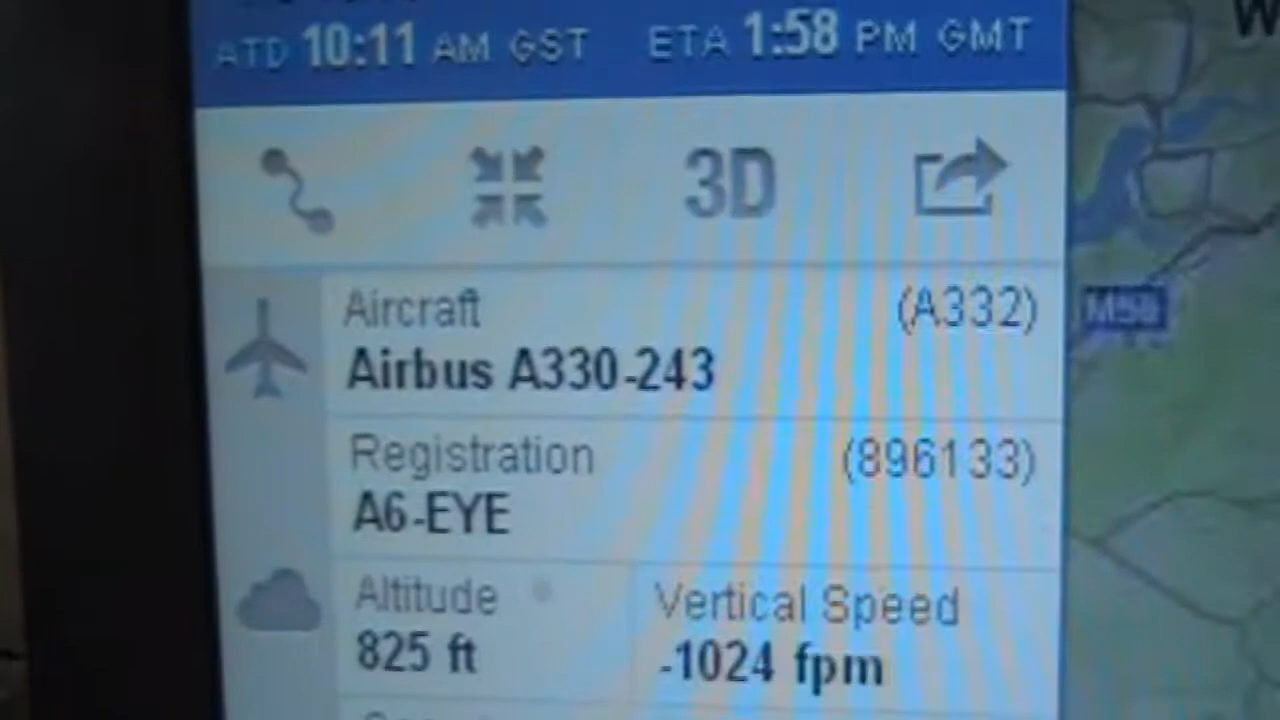 ATD 10:11 AM GST ETA 1:58 PM GMT
3D
Aircraft (A332)
Airbus A330-243
Registration (896133)
A6-EYE
Altitude Vertical Speed
825 ft -1024 fpm